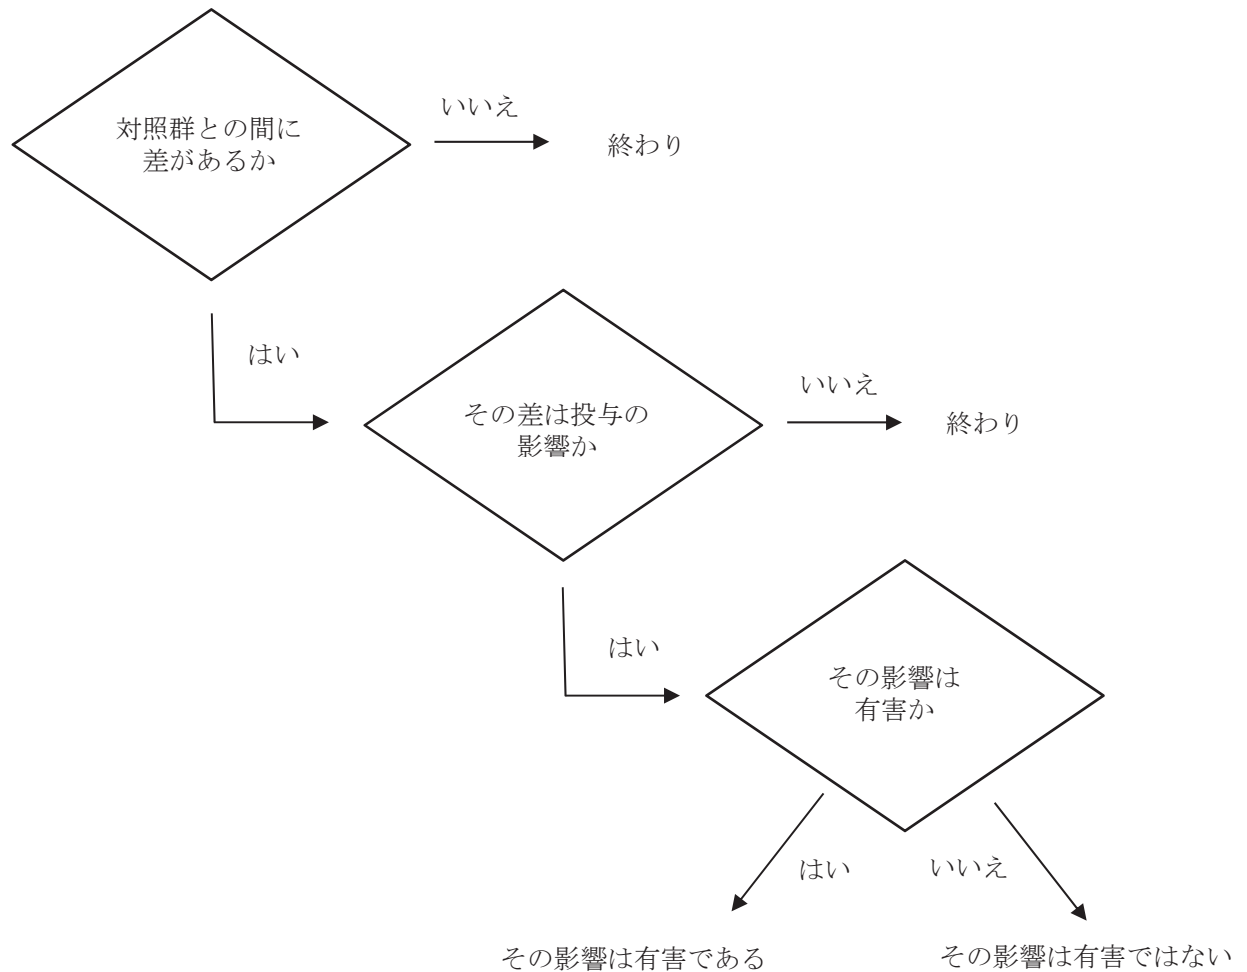 対照群との間に
差があるか
いいえ
終わり
はい
その差は投与の
影響か
いいえ
終わり
はい
その影響は
有害か
はい
いいえ
その影響は有害である
その影響は有害ではない